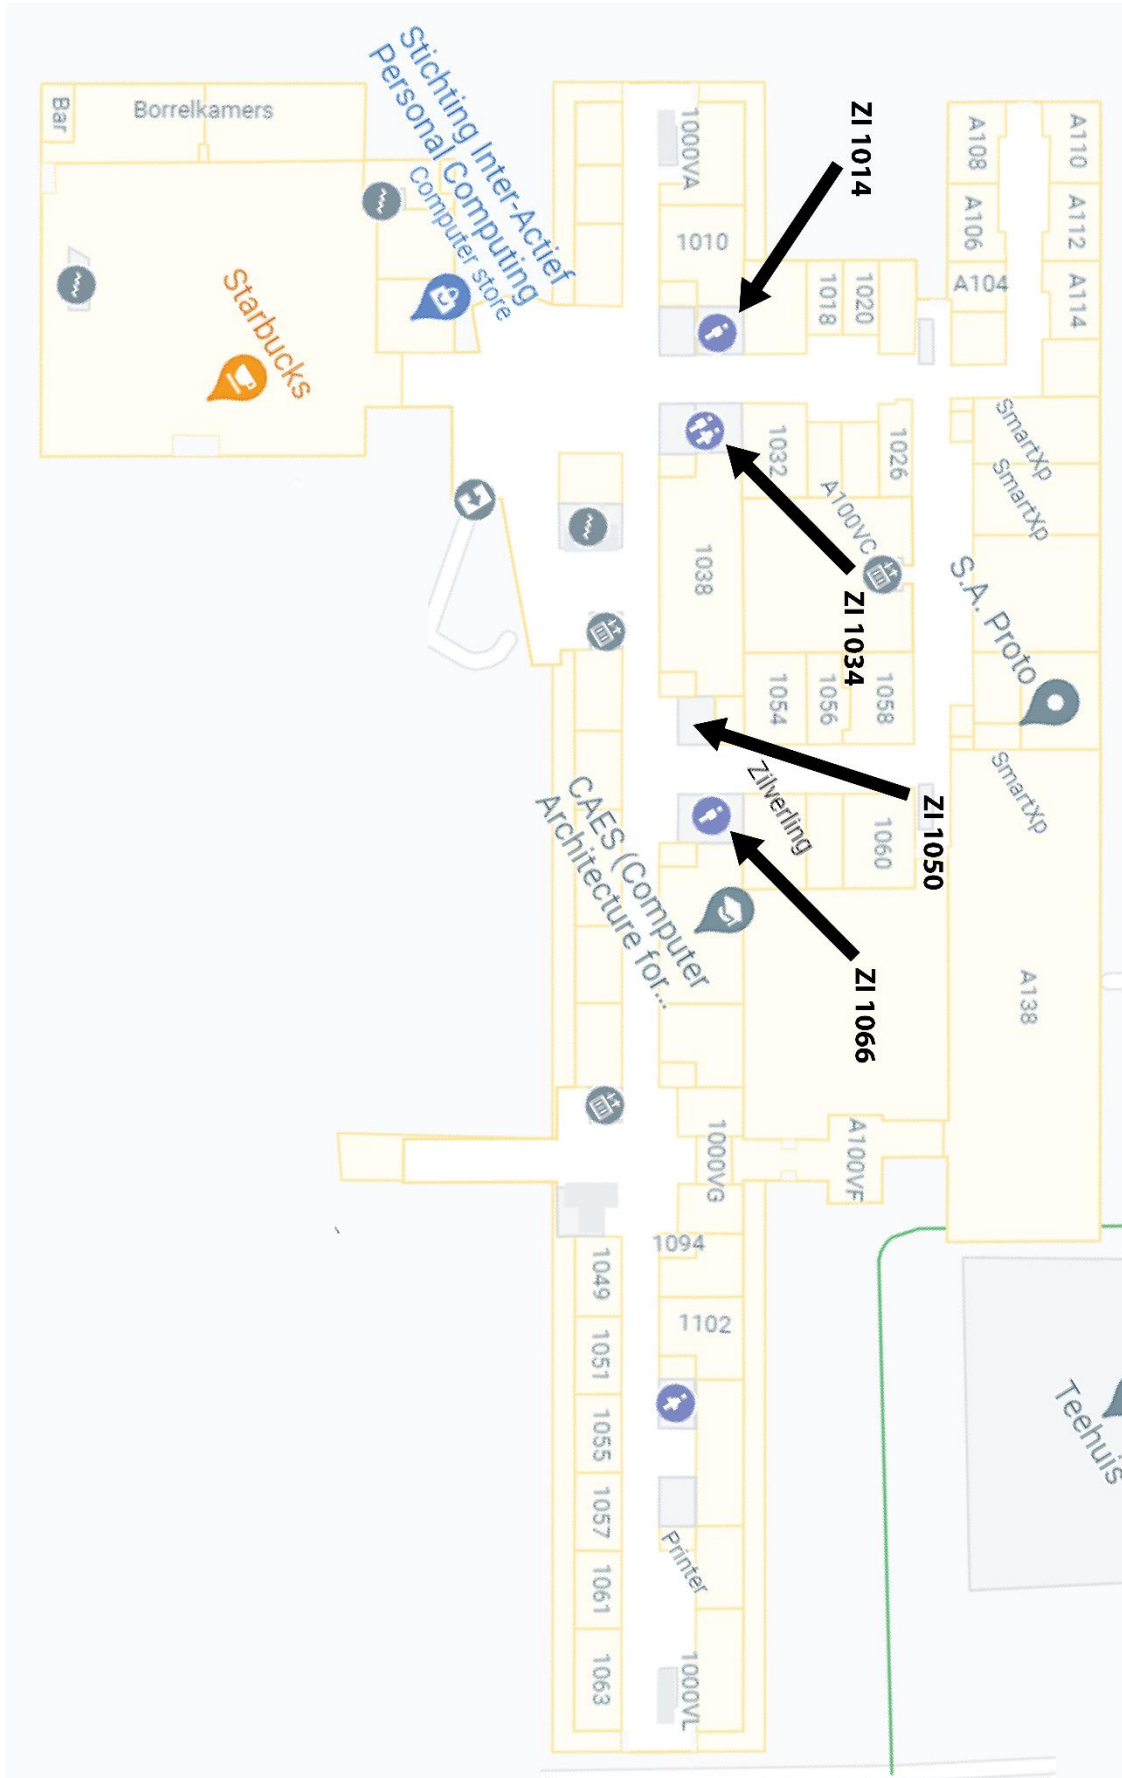 Stichting Inter-Actief
Personal Computing
Computer store
Bar
Borrelkamers
Starbucks
1000VA
1010
ZI 1014
1018
1020
A108
A106
A104
A110
A112
A114
1032
1026
A100VC
1038
SmartXp
SmartXp
S.A. Proto
ZI 1034
1054
1056
1058
Zilverling
SmartXp
ZI 1050
1060
CAES (Computer
Architecture for...
ZI 1066
A138
1000VG
A100VF
1094
1049
1102
1051
1055
1057
Printer
1061
1063
1000VL
Teehuis